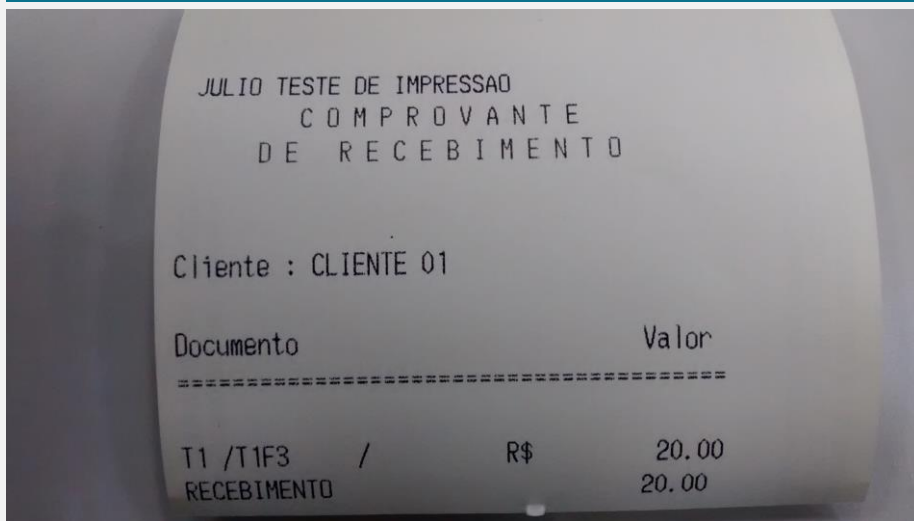 JULIO TESTE DE IMPRESSAO
C O M P R O V A N T E
D E   R E C E B I M E N T O
Cliente : CLIENTE 01
Documento Valor
========================================
T1 /T1F3 / R$ 20.00
RECEBIMENTO 20.00